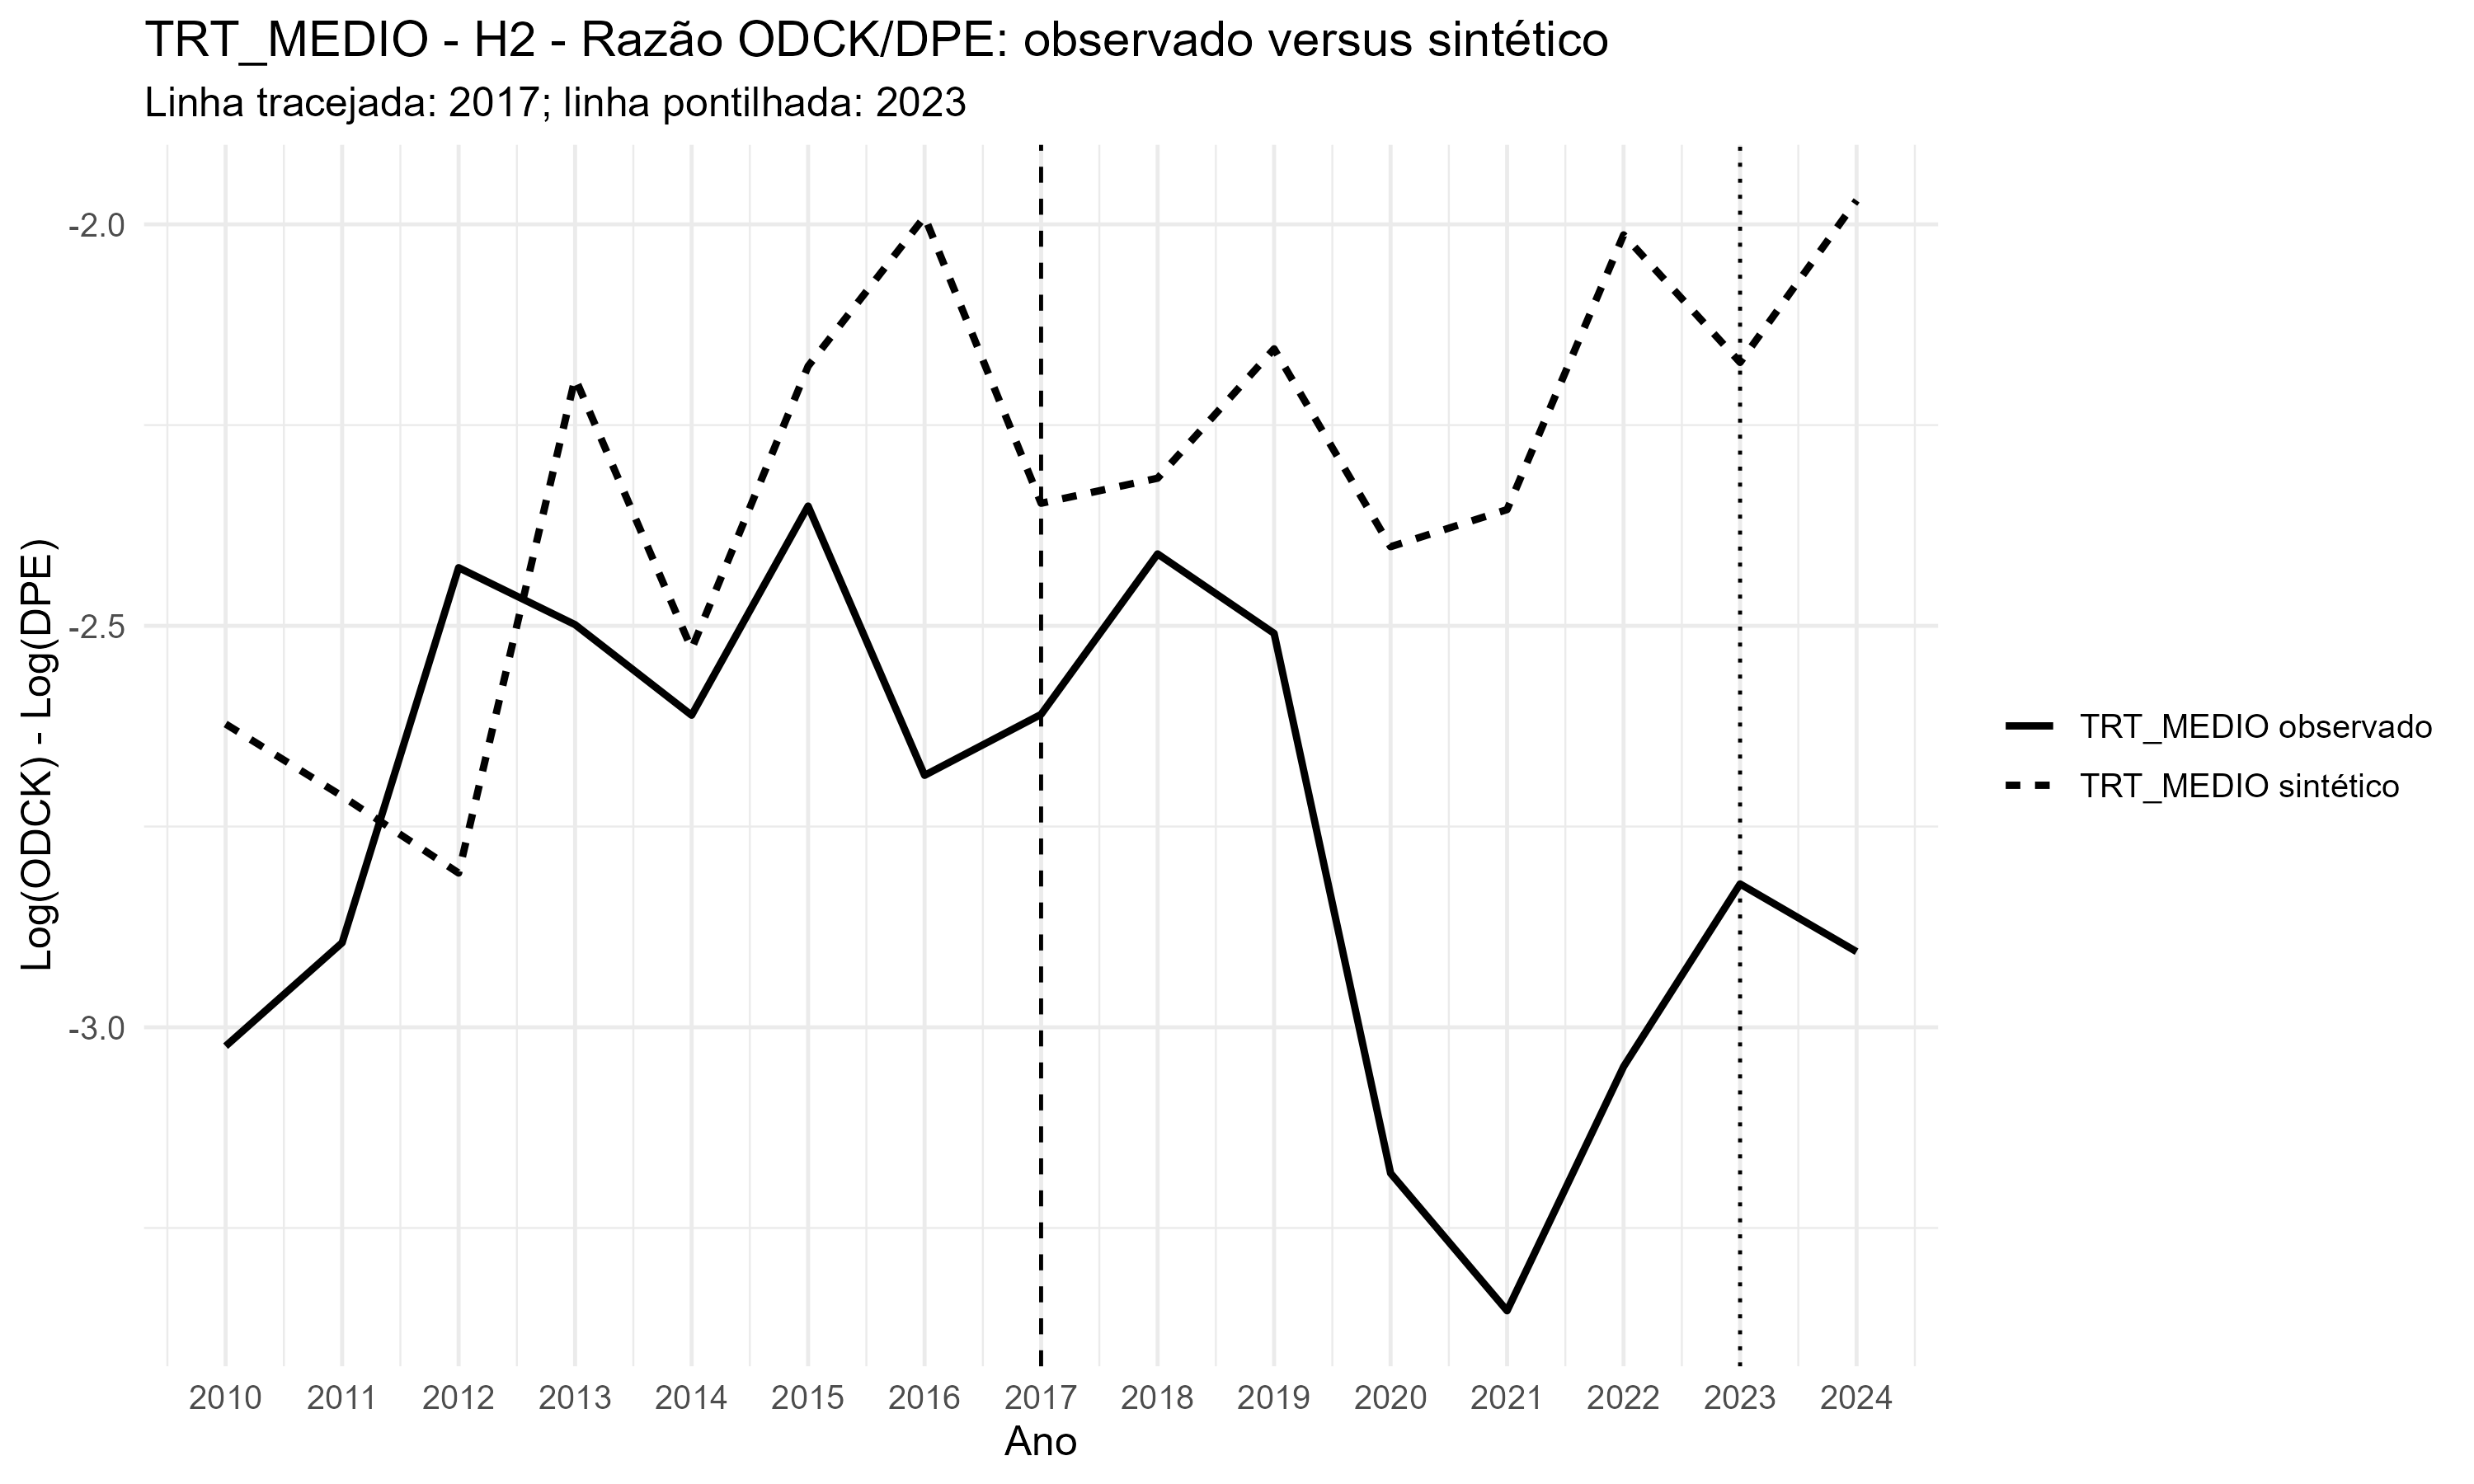 TRT_MEDIO - H2 - Razão ODCK/DPE: observado versus sintético
Linha tracejada: 2017; linha pontilhada: 2023
Log(ODCK) - Log(DPE)
-2.0
-2.5
-3.0
TRT_MEDIO observado
TRT_MEDIO sintético
2010 2011 2012 2013 2014 2015 2016 2017 2018 2019 2020 2021 2022 2023 2024
Ano